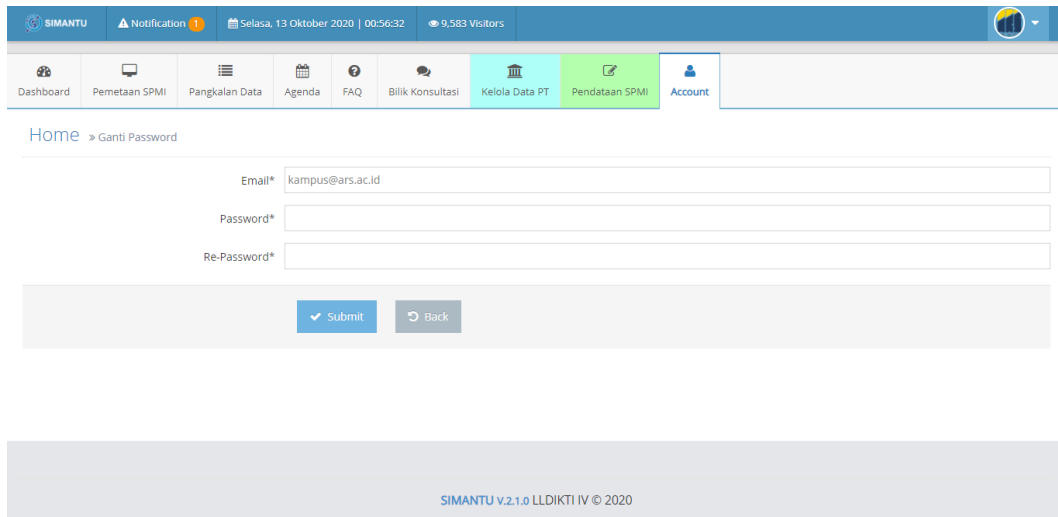 SIMANTU Notification 1 Selasa, 13 Oktober 2020 | 00:56:32 9,583 Visitors
Dashboard Pemetaan SPMI Pangkalan Data Agenda FAQ Bilik Konsultasi Kelola Data PT Pendataan SPMI Account
Home » Ganti Password
Email* kampus@ars.ac.id
Password*
Re-Password*
Submit Back
SIMANTU V.2.1.0 LLDIKTI IV © 2020